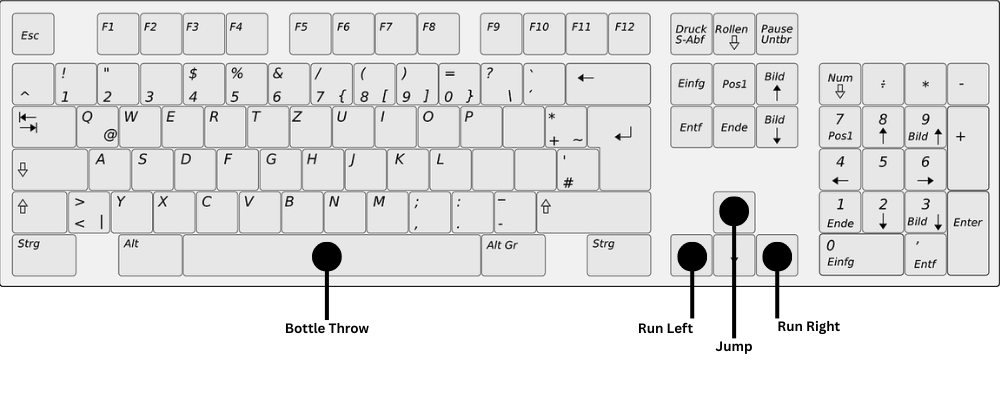 Esc F1 F2 F3 F4 F5 F6 F7 F8 F9 F10 F11 F12 Druck Rollen Pause
S-Abf Untbr
! " $ % & / ( ) = ? ` ← Einfg Pos1 Bild ↑ Num ÷ * -
^ 1 2 3 4 5 6 7 { 8 [ 9 ] 0 } \ ´
Q @ W E R T Z U I O P * + ~ Entf Ende Bild ↓ 7 8 9 +
Pos1 ↑ Bild ↑
A S D F G H J K L ' # 4 5 6
← →
> < | Y X C V B N M ; , : . – - 1 2 3 Enter
Ende ↓ Bild ↓
Strg Alt Alt Gr Strg 0 ,
Einfg Entf
Bottle Throw Run Left Run Right
Jump